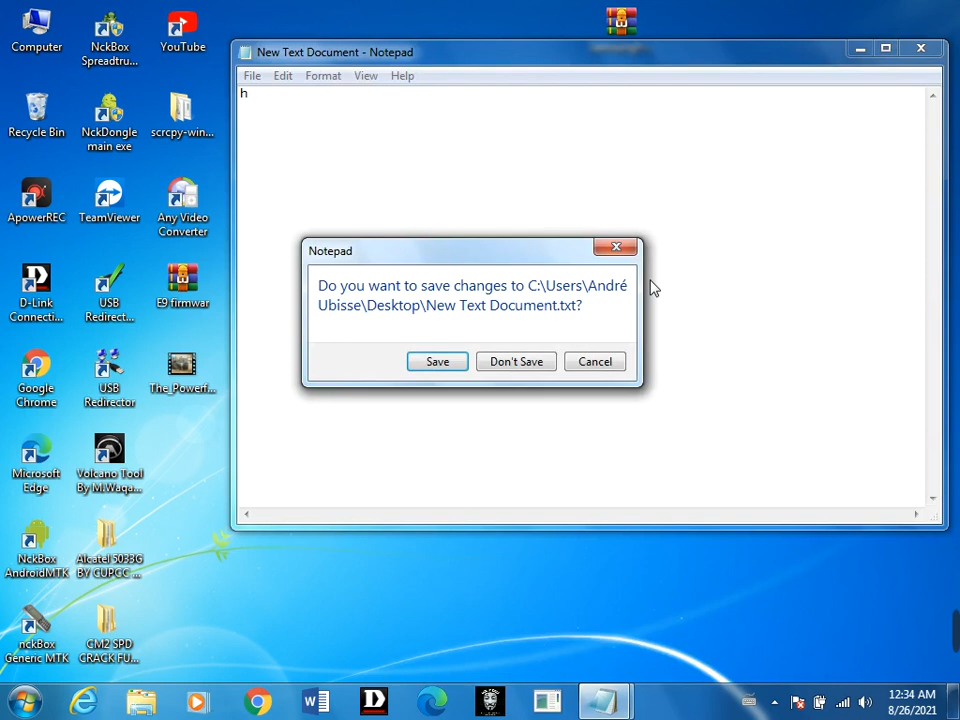 Computer
NckBox
Spreadtru...
YouTube
Recycle Bin
NckDongle
main exe
scrcpy-win...
ApowerREC
TeamViewer
Any Video
Converter
D-Link
Connecti...
USB
Redirect...
E9 firmwar
Google
Chrome
USB
Redirector
The_Powerf...
Microsoft
Edge
Volcano Tool
By M.Waqa...
NckBox
AndroidMTK
Alcatel 5033G
BY CUPCC ...
nckBox
Generic MTK
CM2 SPD
CRACK FU...
New Text Document - Notepad
File Edit Format View Help
h
Notepad
Do you want to save changes to C:\Users\André
Ubisse\Desktop\New Text Document.txt?
Save Don't Save Cancel
12:34 AM
8/26/2021